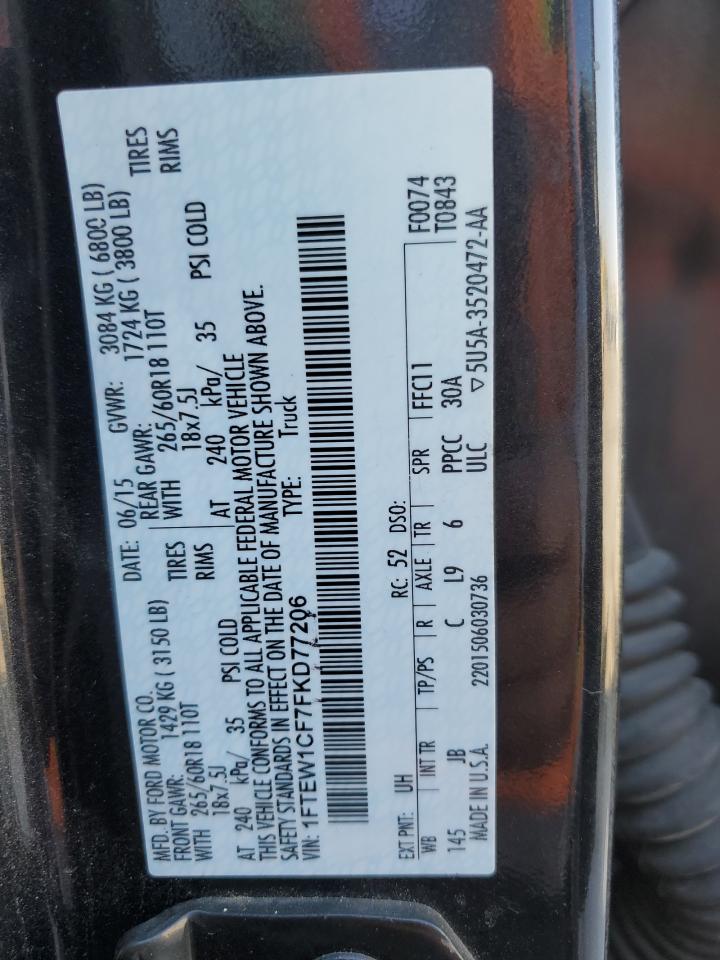 MFD. BY FORD MOTOR CO.
DATE: 06/15 GVWR: 3084 KG ( 6800 LB)
FRONT GAWR: 1429 KG ( 3150 LB) REAR GAWR: 1724 KG ( 3800 LB)
WITH 265/60R18 110T TIRES WITH 265/60R18 110T TIRES
18x7.5J RIMS 18x7.5J RIMS
AT 240 kPa/ 35 PSI COLD AT 240 kPa/ 35 PSI COLD
THIS VEHICLE CONFORMS TO ALL APPLICABLE FEDERAL MOTOR VEHICLE
SAFETY STANDARDS IN EFFECT ON THE DATE OF MANUFACTURE SHOWN ABOVE.
VIN: 1FTEW1CF7FKD77206 TYPE: Truck
EXT PNT: UH RC: 52 DSO: F0074
WB INT TR TP/PS R AXLE TR SPR FFC11 T0843
145 JB C L9 6 PPCC 30A
ULC
MADE IN U.S.A. 2201506030736 ▽5U5A-3520472-AA